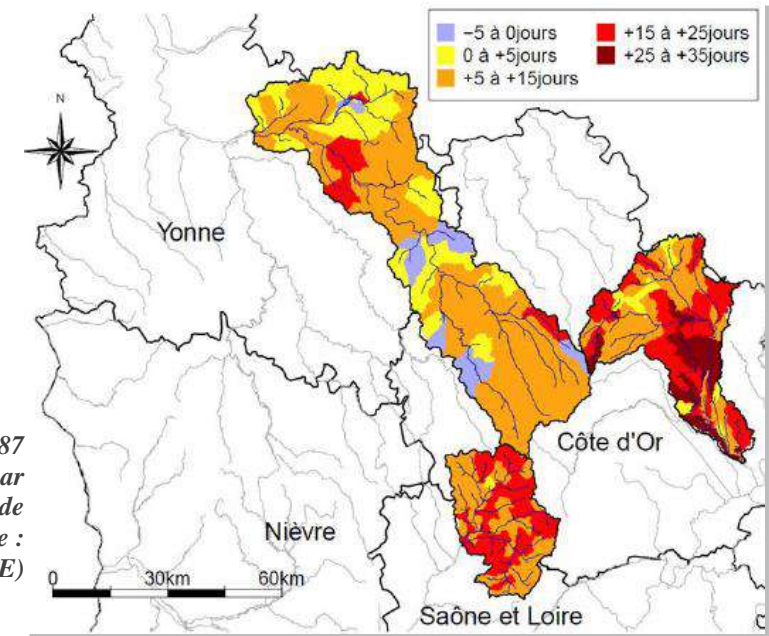 −5 à 0jours
0 à +5jours
+5 à +15jours
+15 à +25jours
+25 à +35jours
N
Yonne
Côte d'Or
87
ar
de
e :
E)
Nièvre
0 30km 60km
Saône et Loire